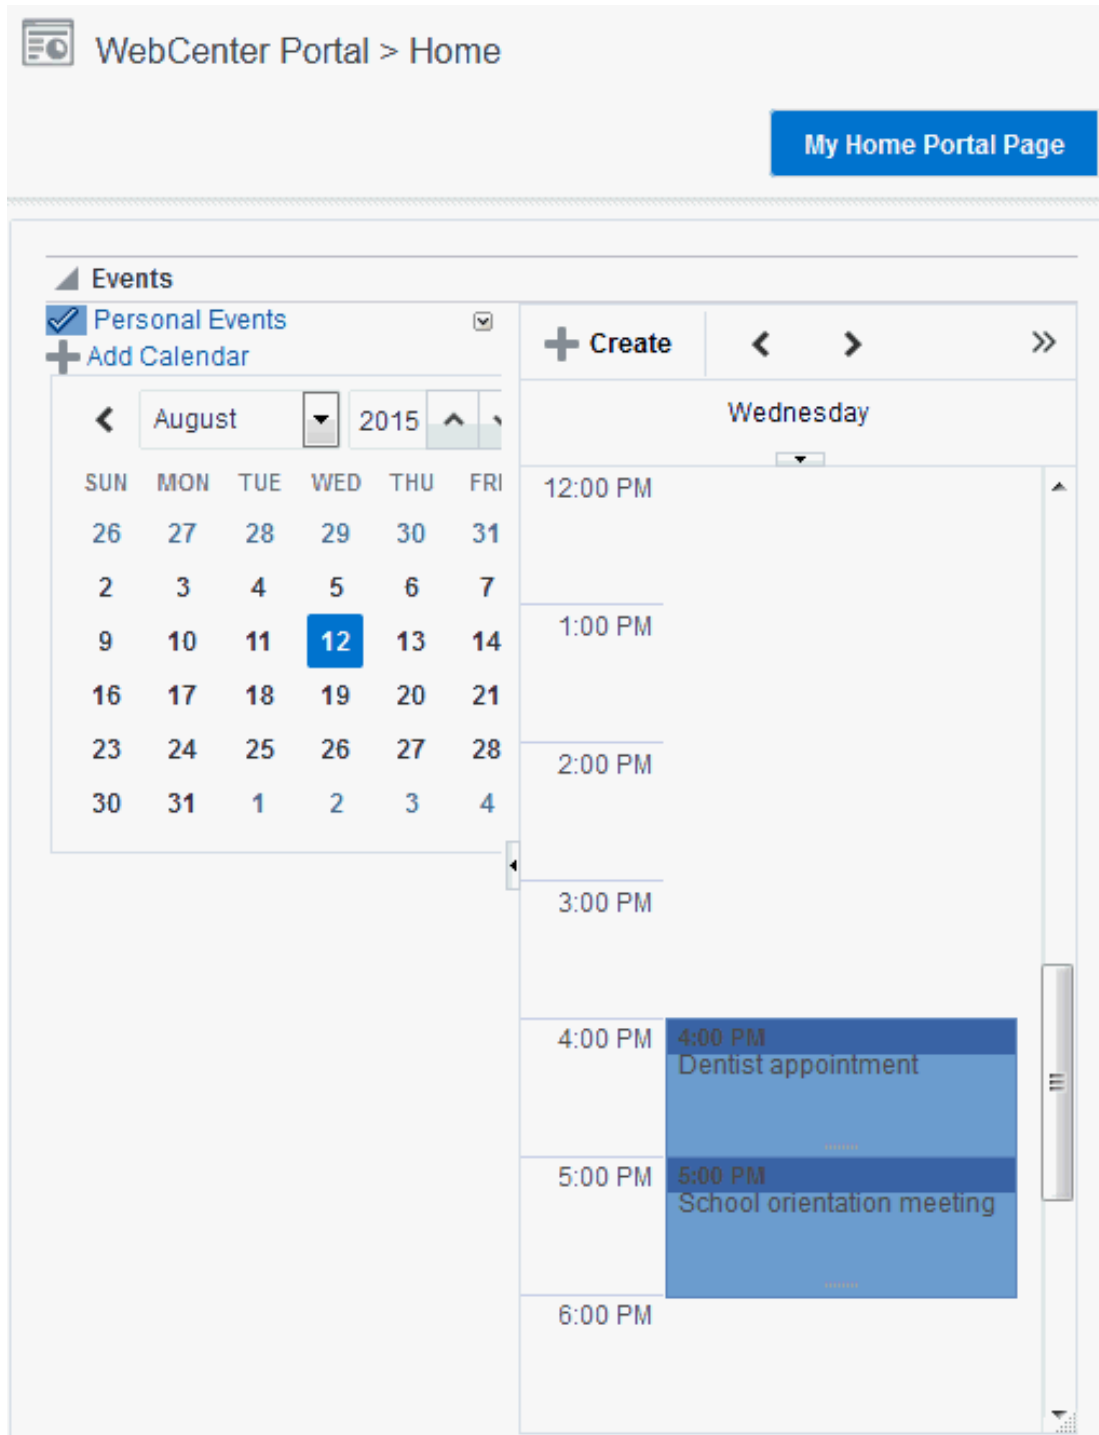 WebCenter Portal > Home
My Home Portal Page
Events
Personal Events
Add Calendar
August 2015
SUN MON TUE WED THU FRI
26 27 28 29 30 31
2 3 4 5 6 7
9 10 11 12 13 14
16 17 18 19 20 21
23 24 25 26 27 28
30 31 1 2 3 4
Create
Wednesday
12:00 PM
1:00 PM
2:00 PM
3:00 PM
4:00 PM
4:00 PM
Dentist appointment
5:00 PM
5:00 PM
School orientation meeting
6:00 PM